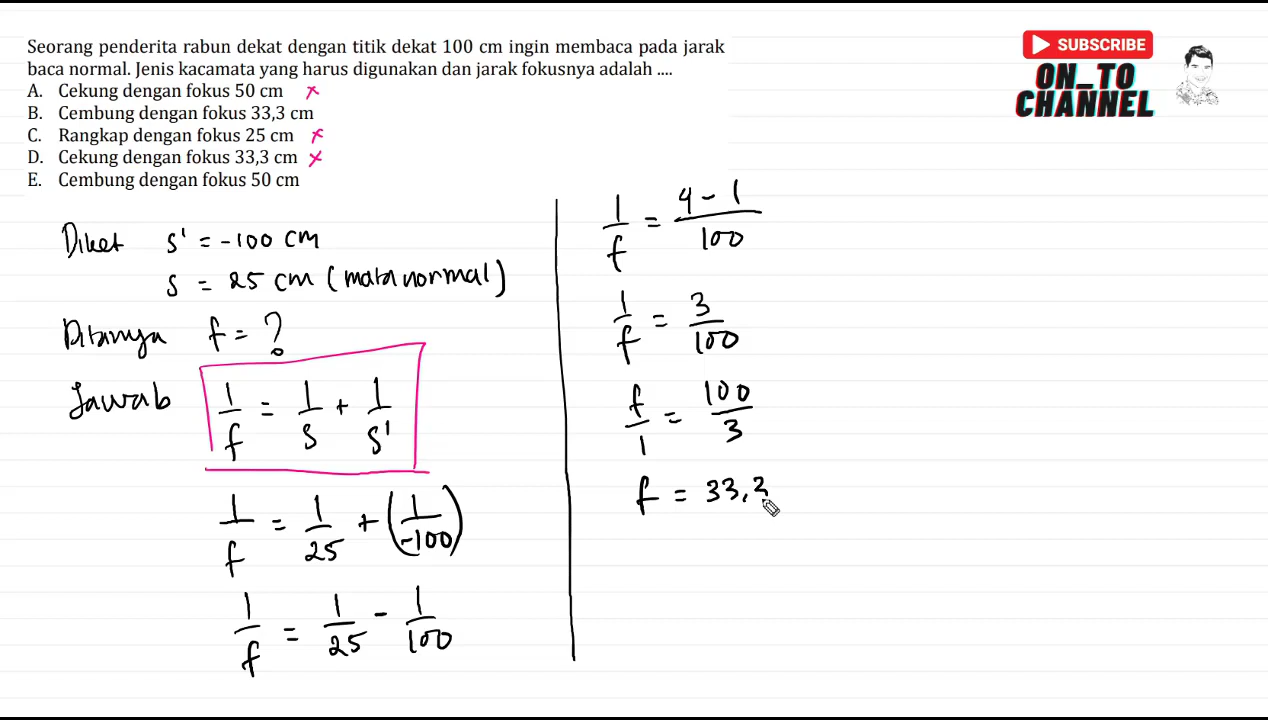 Seorang penderita rabun dekat dengan titik dekat 100 cm ingin membaca pada jarak
baca normal. Jenis kacamata yang harus digunakan dan jarak fokusnya adalah ....
A. Cekung dengan fokus 50 cm ×
B. Cembung dengan fokus 33,3 cm
C. Rangkap dengan fokus 25 cm ×
D. Cekung dengan fokus 33,3 cm ×
E. Cembung dengan fokus 50 cm
SUBSCRIBE
ON_TO
CHANNEL
Diket s' = -100 cm
s = 25 cm (mata normal)
Ditanya f = ?
Jawab 1/f = 1/s + 1/s'
1/f = 1/25 + (1/-100)
1/f = 1/25 - 1/100
1/f = 4 - 1/100
1/f = 3/100
f/1 = 100/3
f = 33,3